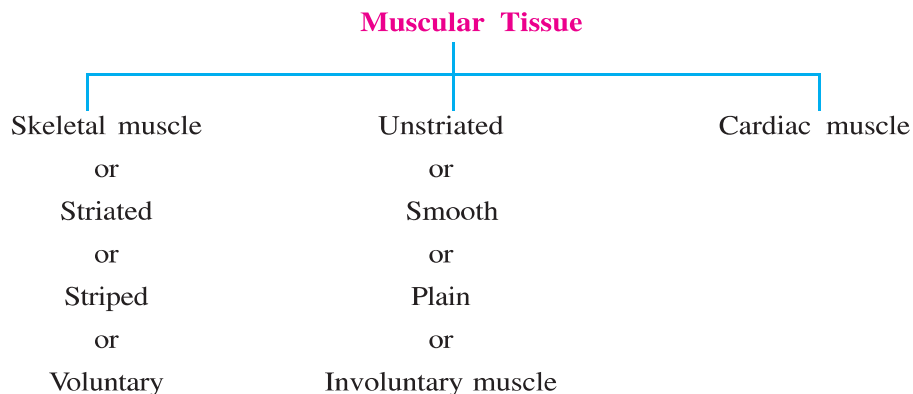 Muscular Tissue
Skeletal muscle Unstriated Cardiac muscle
or or
Striated Smooth
or or
Striped Plain
or or
Voluntary Involuntary muscle